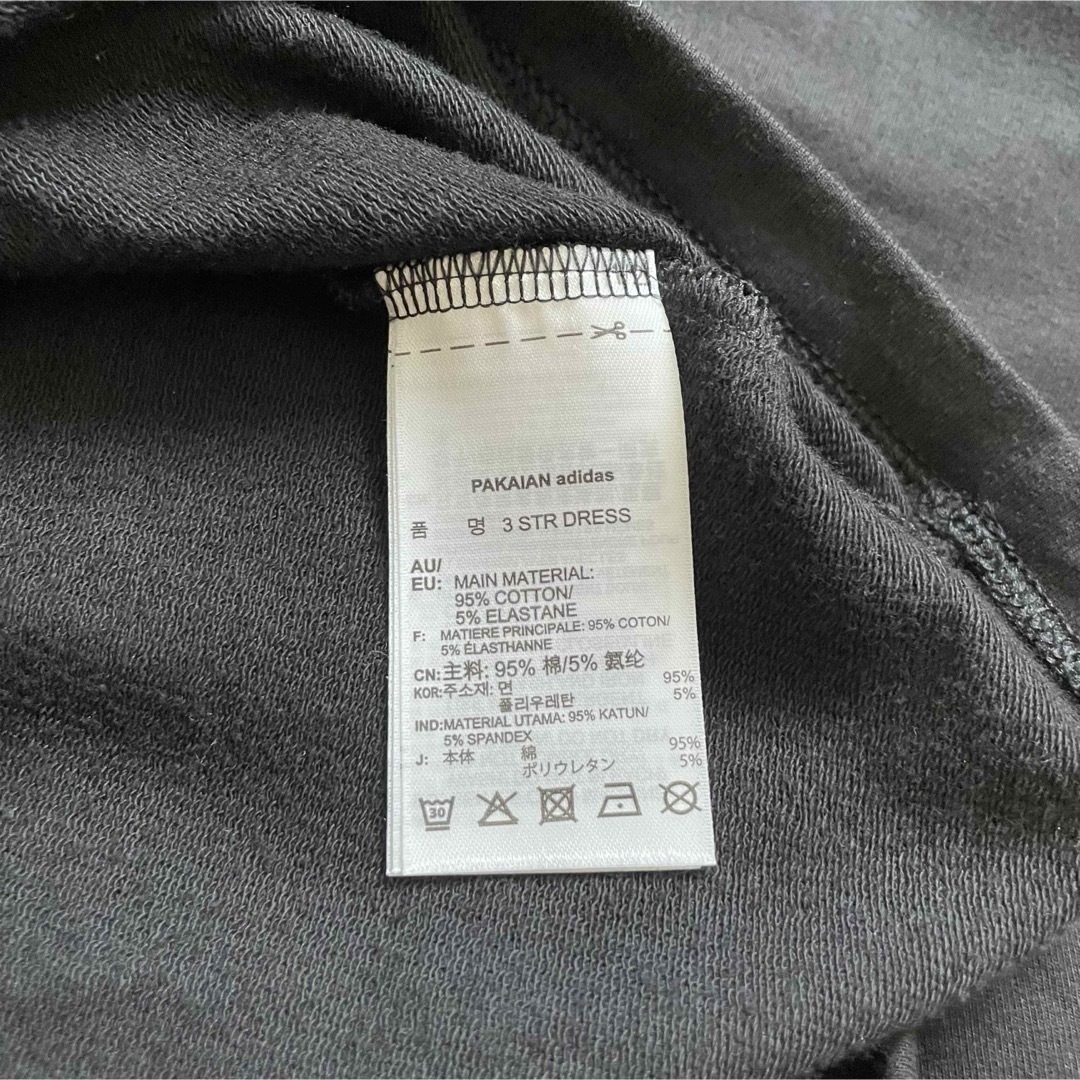 PAKAIAN adidas
품 명 3 STR DRESS
AU/
EU: MAIN MATERIAL:
95% COTTON/
5% ELASTANE
F: MATIERE PRINCIPALE: 95% COTON/
5% ÉLASTHANNE
CN:主料: 95% 棉/5% 氨纶
KOR:주소재: 면 95%
폴리우레탄 5%
IND:MATERIAL UTAMA: 95% KATUN/
5% SPANDEX
J: 本体 綿 95%
ポリウレタン 5%
30